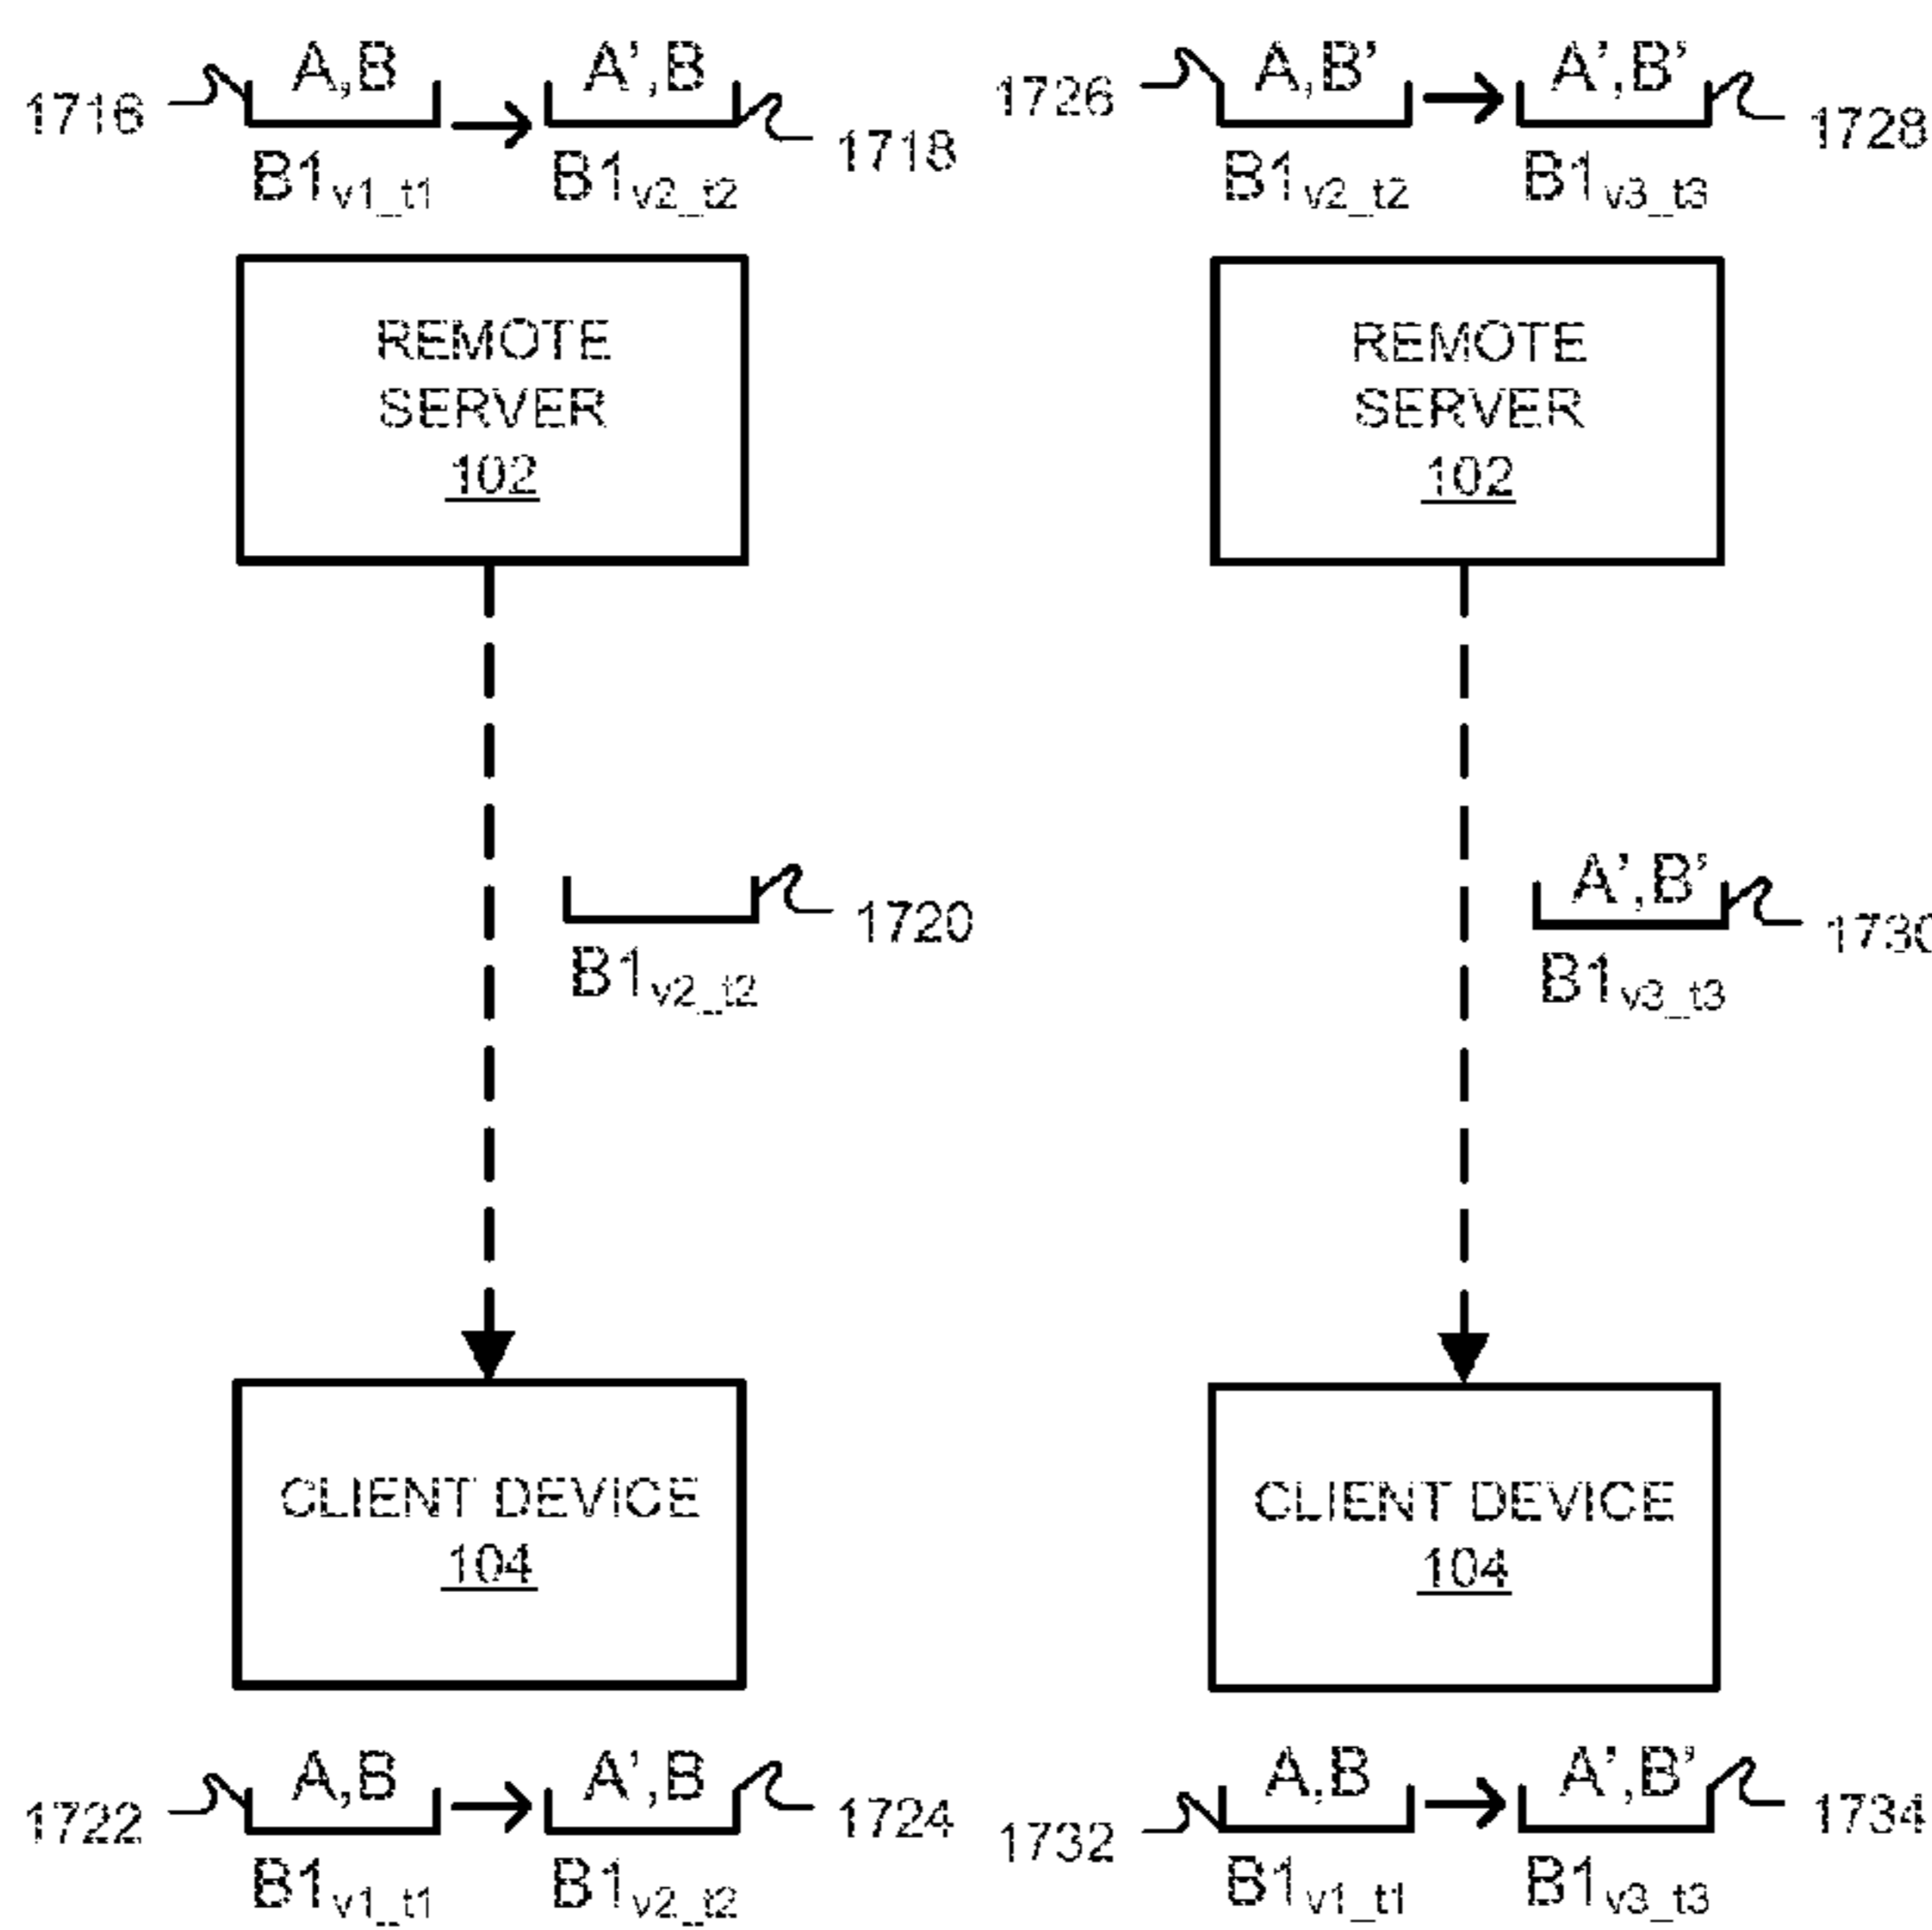 A,B A',B A,B' A',B'
1716 1718 1726 1728
B1v1_t1 B1v2_t2 B1v2_t2 B1v3_t3
REMOTE REMOTE
SERVER SERVER
102 102
A',B'
1720 1730
B1v2_t2 B1v3_t3
CLIENT DEVICE CLIENT DEVICE
104 104
A,B A',B A,B A',B'
1722 1724 1732 1734
B1v1_t1 B1v2_t2 B1v1_t1 B1v3_t3